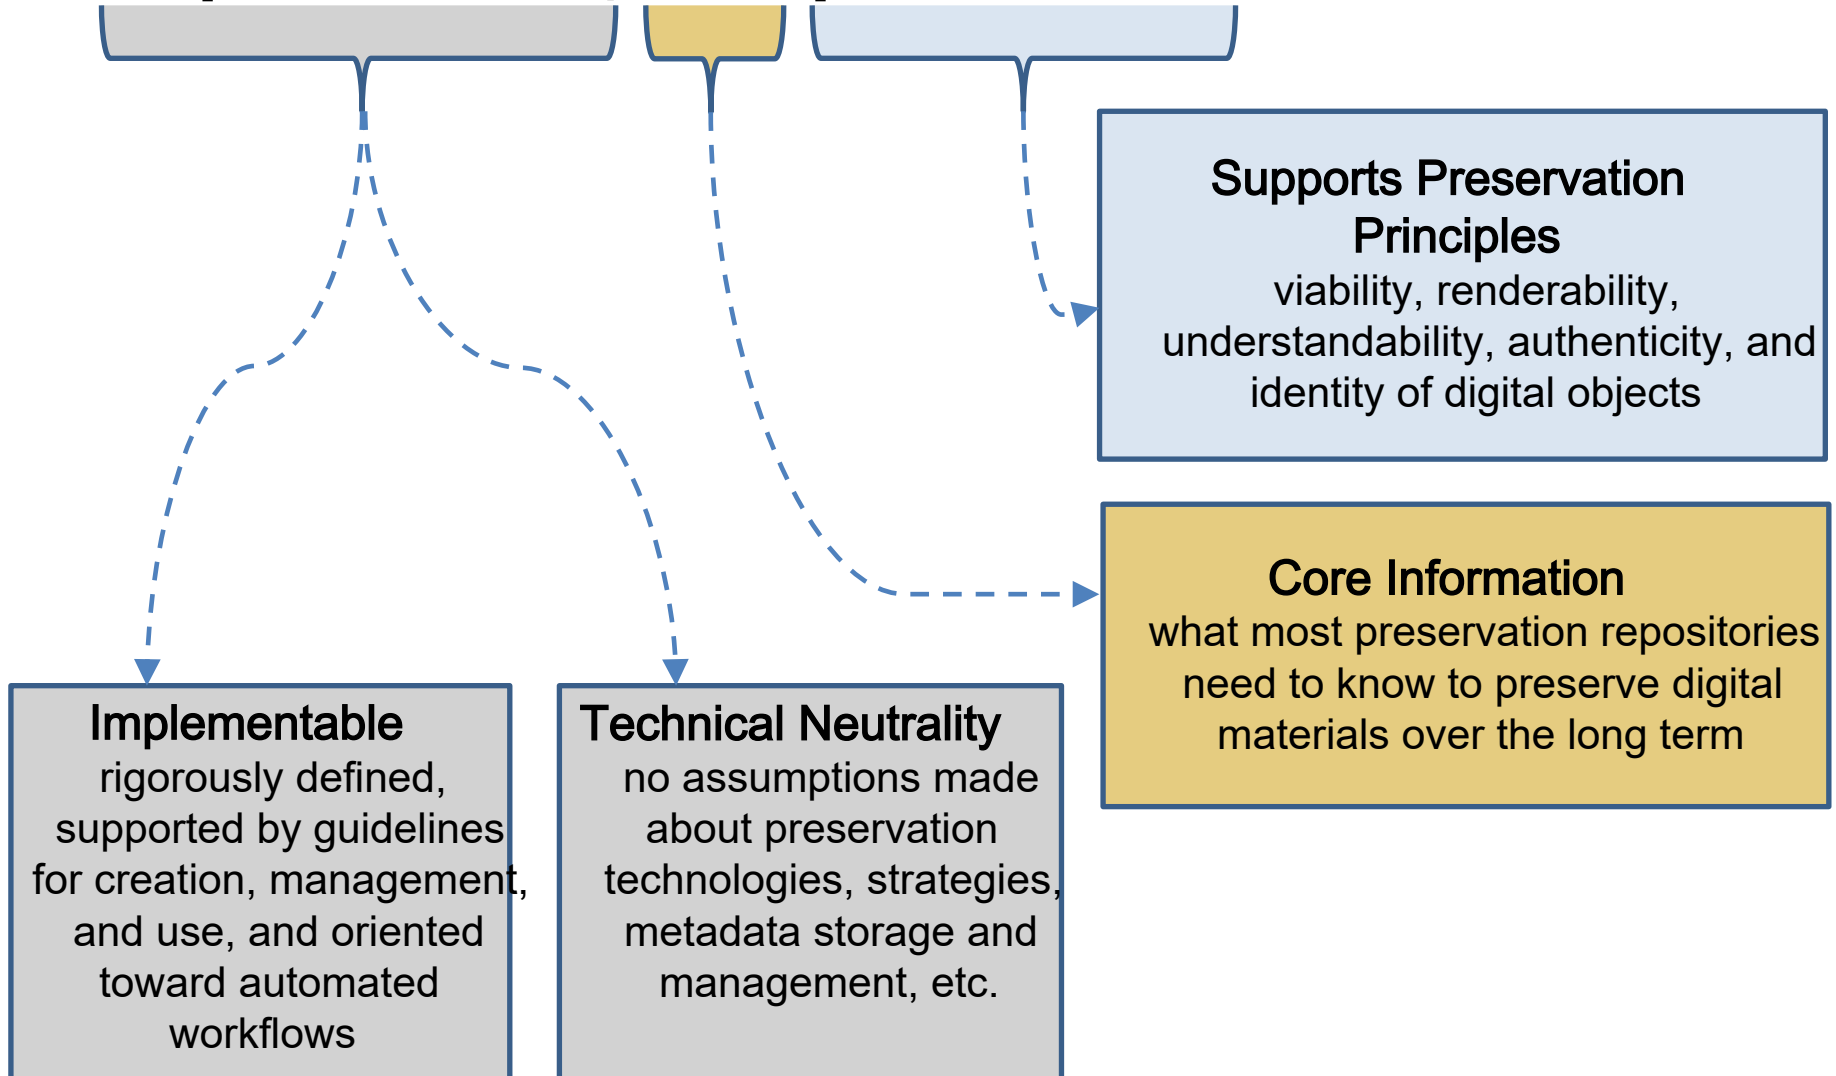 Supports Preservation
Principles
viability, renderability,
understandability, authenticity, and
identity of digital objects
Core Information
what most preservation repositories
need to know to preserve digital
materials over the long term
Implementable
rigorously defined,
supported by guidelines
for creation, management,
and use, and oriented
toward automated
workflows
Technical Neutrality
no assumptions made
about preservation
technologies, strategies,
metadata storage and
management, etc.